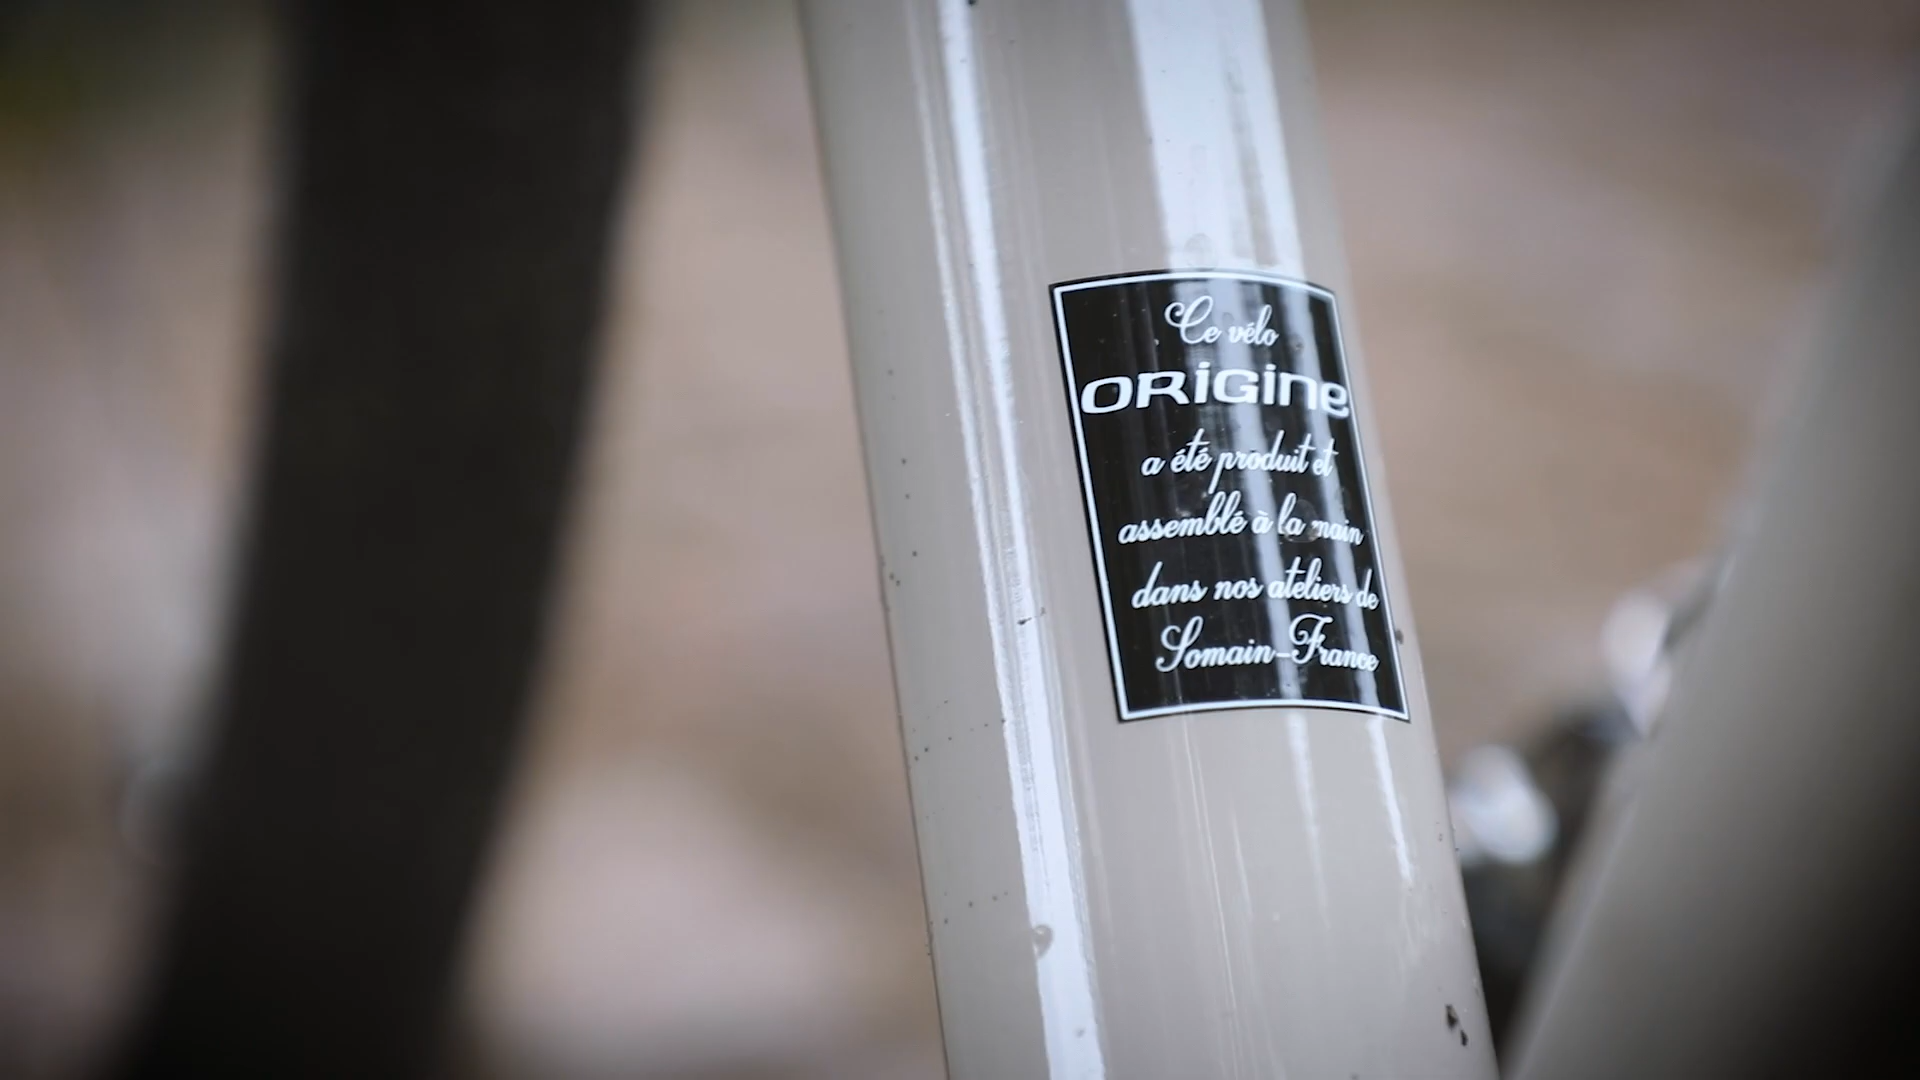 Ce vélo
ORiGine
a été produit et
assemblé à la main
dans nos ateliers de
Somain-France